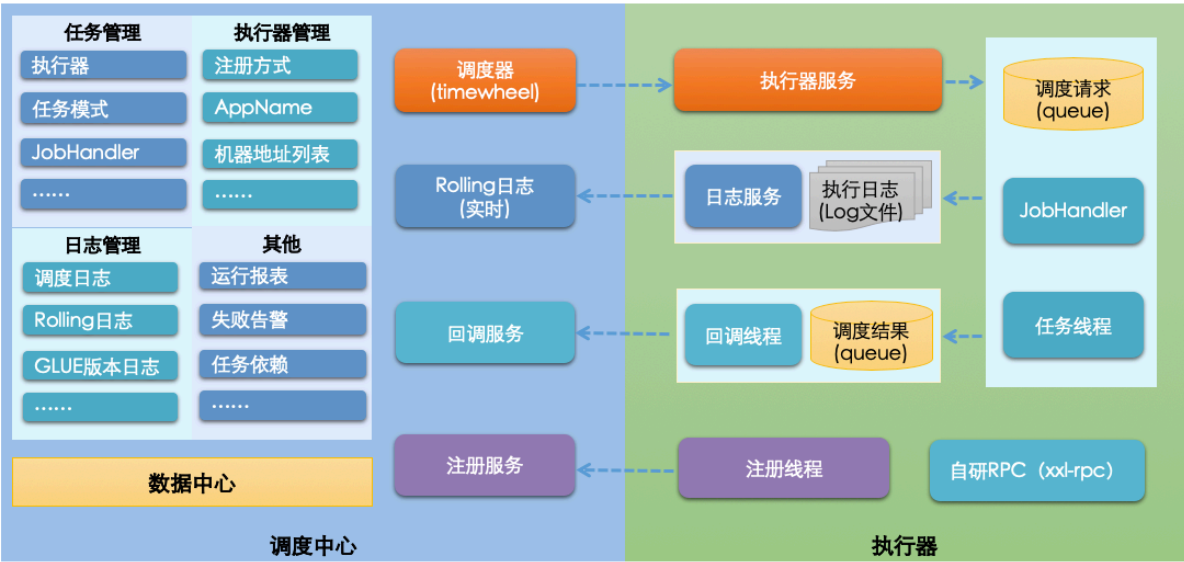 任务管理
执行器
任务模式
JobHandler
……
执行器管理
注册方式
AppName
机器地址列表
……
日志管理
调度日志
Rolling日志
GLUE版本日志
……
其他
运行报表
失败告警
任务依赖
……
数据中心
调度器
(timewheel)
Rolling日志
(实时)
回调服务
注册服务
调度中心
执行器服务
调度请求
(queue)
日志服务
执行日志
(Log文件)
JobHandler
回调线程
调度结果
(queue)
任务线程
注册线程
自研RPC（xxl-rpc）
执行器